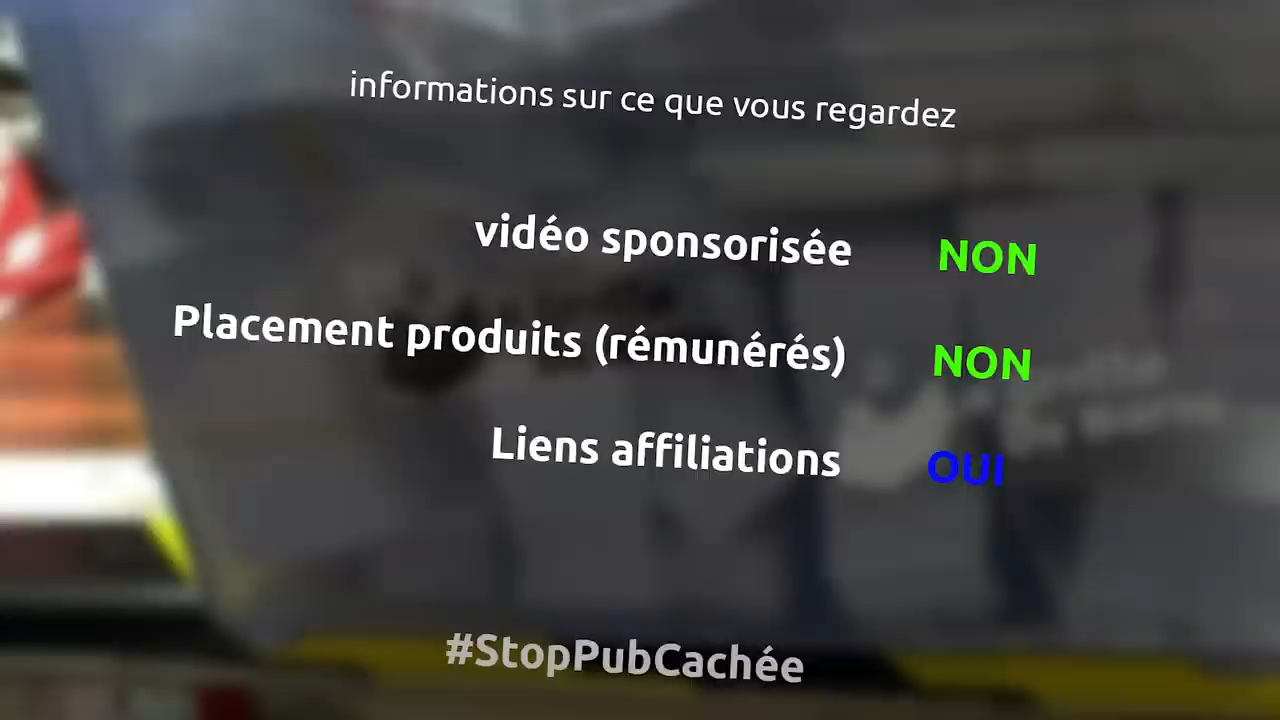 informations sur ce que vous regardez
vidéo sponsorisée NON
Placement produits (rémunérés) NON
Liens affiliations OUI
#StopPubCachée